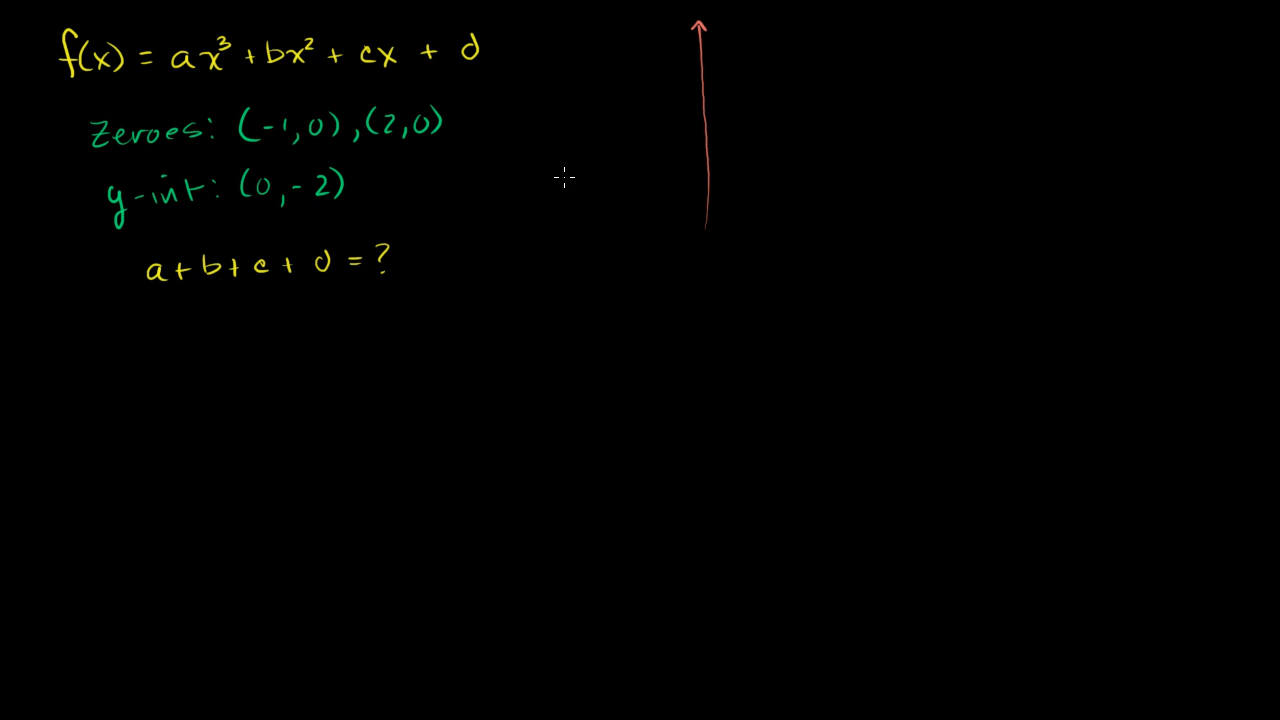 f(x) = ax³ + bx² + cx + d
Zeroes: (-1,0), (2,0)
y-int: (0,-2)
a+b+c+d=?